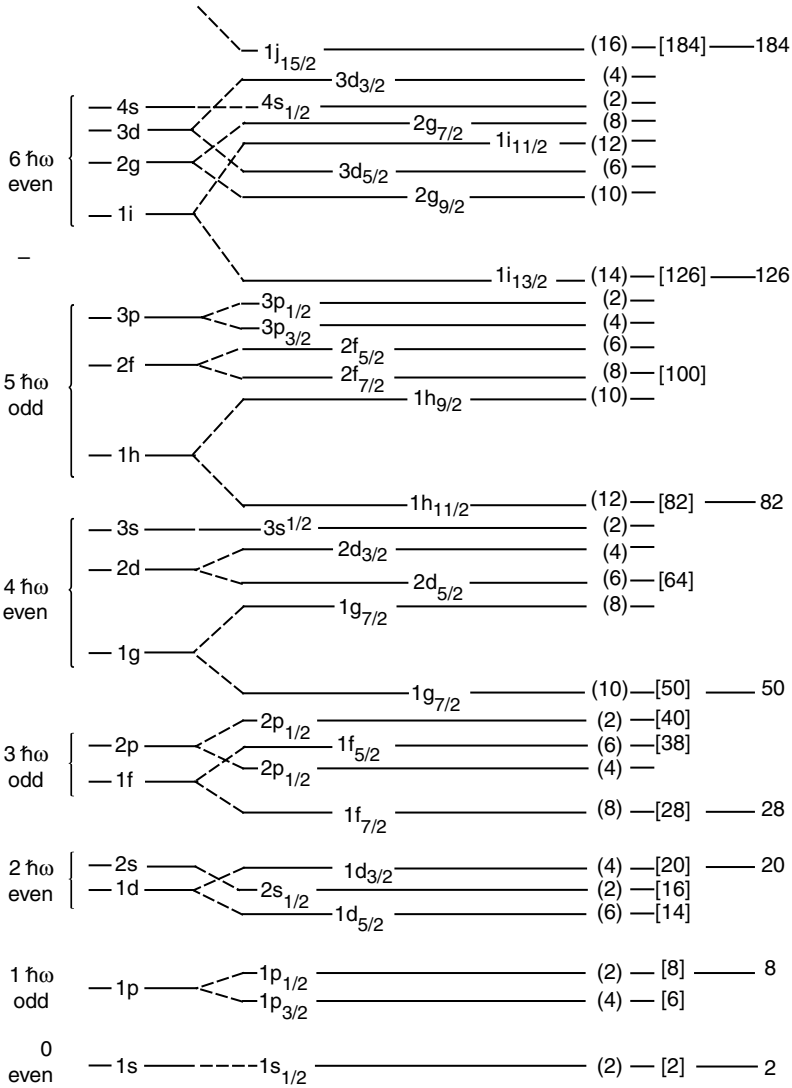 1j15/2 (16) [184] 184
3d3/2 (4)
4s 4s1/2 (2)
3d
2g7/2 (8)
1i11/2 (12)
6 ħω
even
2g
3d5/2 (6)
2g9/2 (10)
1i
–
1i13/2 (14) [126] 126
3p1/2 (2)
3p
3p3/2 (4)
2f5/2 (6)
2f
2f7/2 (8) [100]
5 ħω
odd
1h9/2 (10)
1h
1h11/2 (12) [82] 82
3s 3s1/2 (2)
2d3/2 (4)
2d
2d5/2 (6) [64]
4 ħω
even
1g7/2 (8)
1g
1g7/2 (10) [50] 50
2p1/2 (2) [40]
2p 1f5/2 (6) [38]
3 ħω
odd
2p1/2 (4)
1f
1f7/2 (8) [28] 28
2s 1d3/2 (4) [20] 20
2 ħω
even
1d 2s1/2 (2) [16]
1d5/2 (6) [14]
1p1/2 (2) [8] 8
1 ħω
odd
1p
1p3/2 (4) [6]
0
even
1s 1s1/2 (2) [2] 2